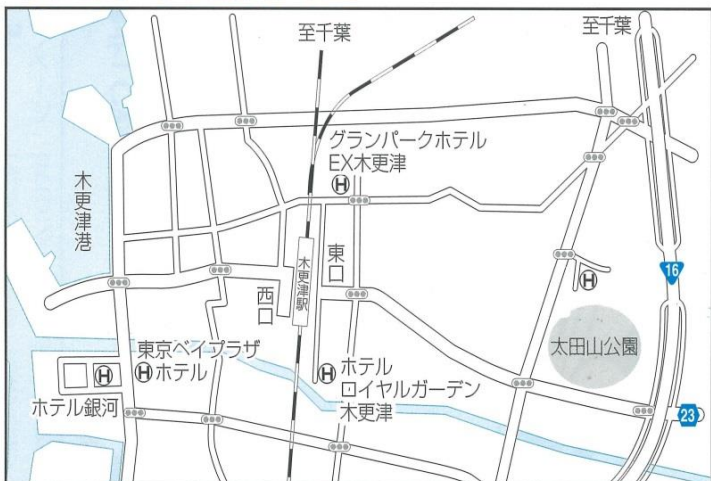 至千葉
至千葉
グランパークホテル
EX木更津
H
木更津港
東口
木更津駅
西口
16
H
太田山公園
東京ベイプラザ
ホテル
H
H
ホテル銀河
H
ホテル
ロイヤルガーデン
木更津
23